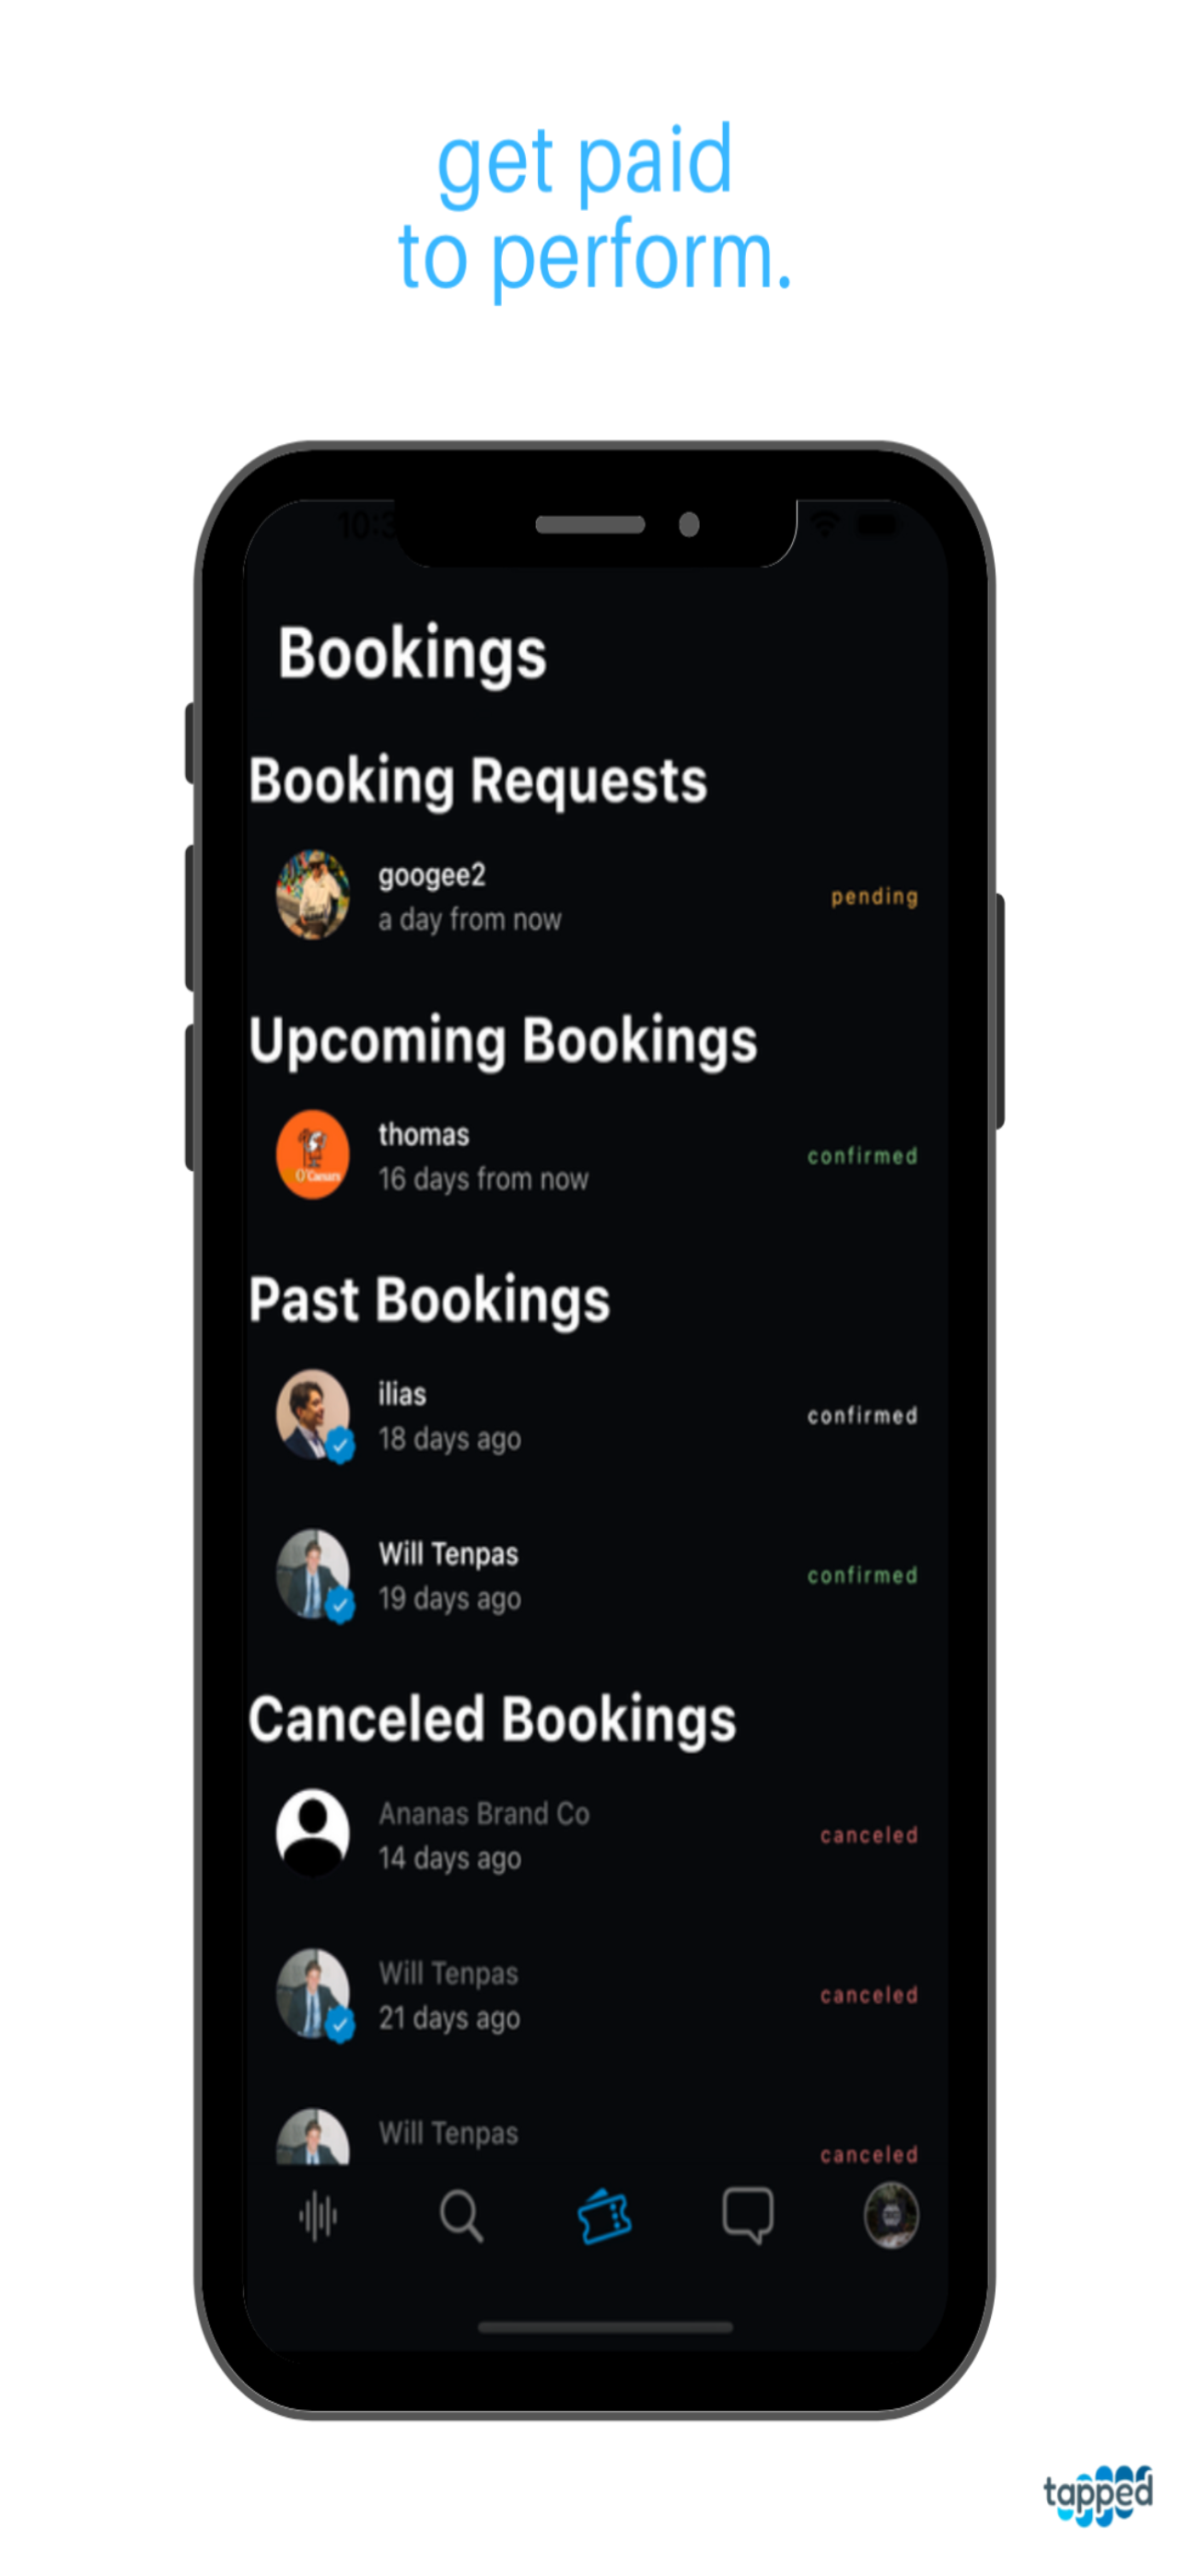 get paid
to perform.
Bookings
Booking Requests
googee2
a day from now
pending
Upcoming Bookings
thomas
16 days from now
confirmed
Past Bookings
ilias
18 days ago
confirmed
Will Tenpas
19 days ago
confirmed
Canceled Bookings
Ananas Brand Co
14 days ago
canceled
Will Tenpas
21 days ago
canceled
Will Tenpas
canceled
tapped